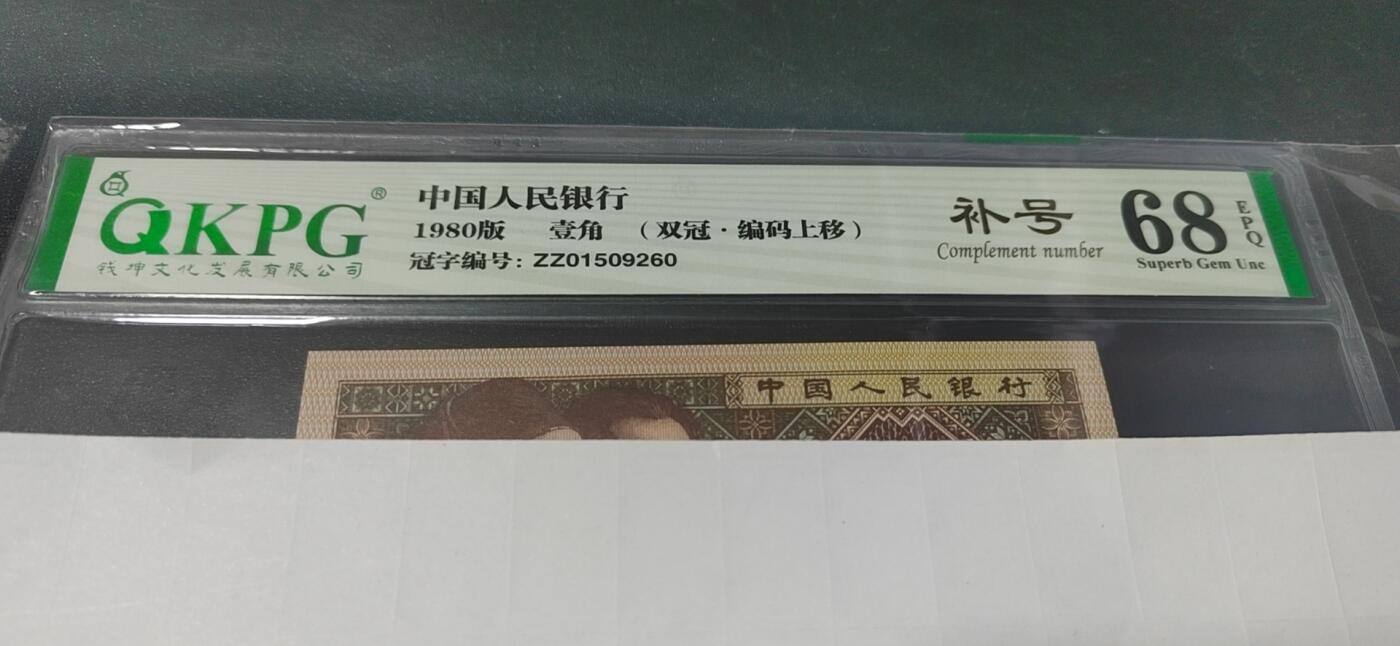 QKPG®
钱坤文化发展有限公司
中国人民银行
1980版 壹角 （双冠·编码上移）
冠字编号: ZZ01509260
补号
Complement number
68
EPQ
Superb Gem Unc
中国人民银行